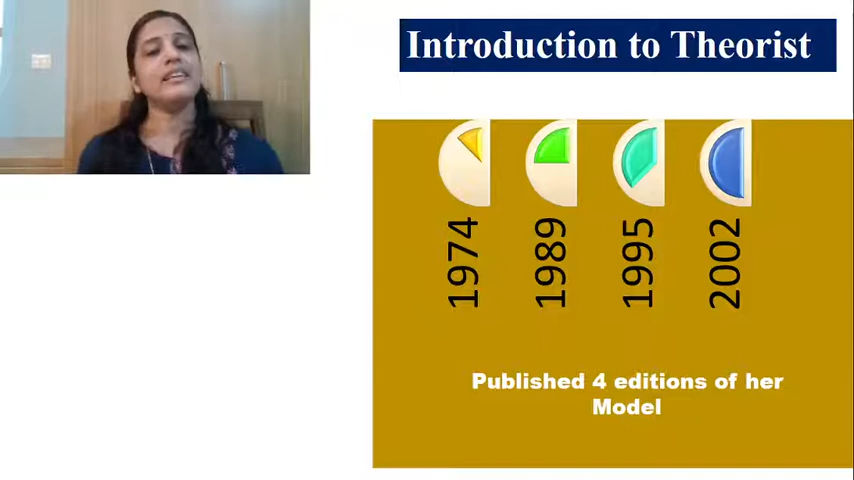 Introduction to Theorist
1974
1989
1995
2002
Published 4 editions of her
Model